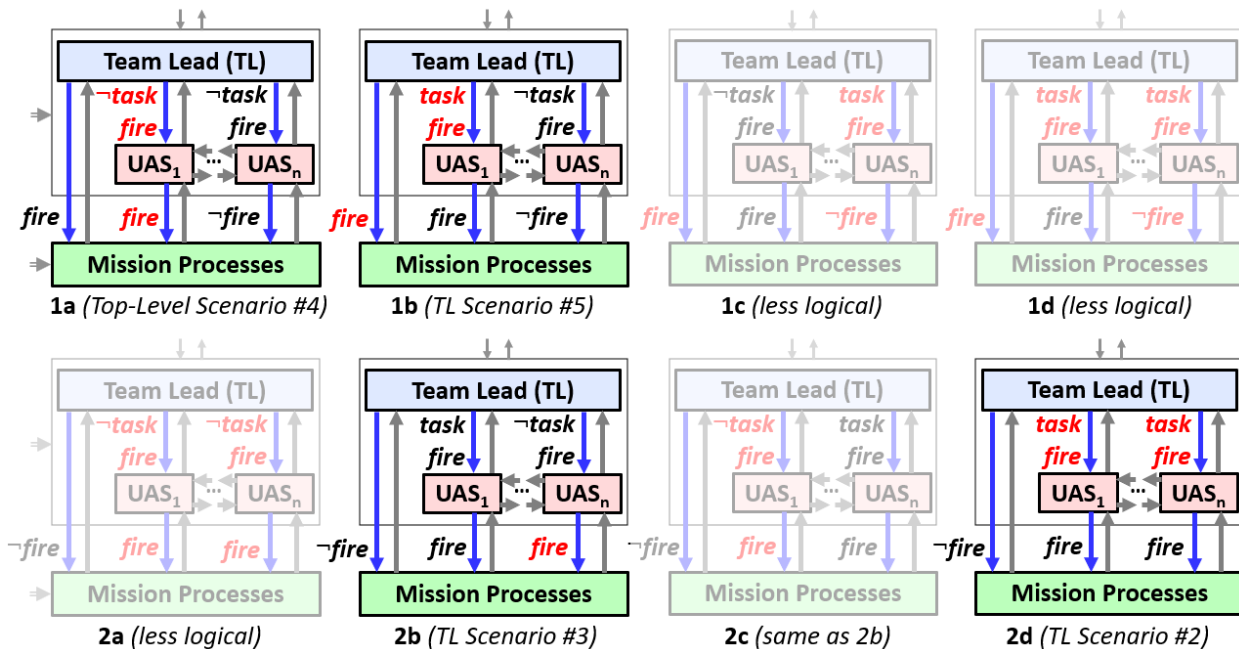 Team Lead (TL) Team Lead (TL) Team Lead (TL) Team Lead (TL)
¬task ¬task task ¬task ¬task task task task
fire fire fire fire fire fire fire fire
UAS1 ... UASn UAS1 ... UASn UAS1 ... UASn UAS1 ... UASn
fire fire ¬fire fire fire ¬fire fire fire ¬fire fire fire ¬fire
Mission Processes Mission Processes Mission Processes Mission Processes
1a (Top-Level Scenario #4) 1b (TL Scenario #5) 1c (less logical) 1d (less logical)
Team Lead (TL) Team Lead (TL) Team Lead (TL) Team Lead (TL)
¬task ¬task task ¬task ¬task task task task
fire fire fire fire fire fire fire fire
UAS1 ... UASn UAS1 ... UASn UAS1 ... UASn UAS1 ... UASn
¬fire fire fire ¬fire fire fire ¬fire fire fire ¬fire fire fire
Mission Processes Mission Processes Mission Processes Mission Processes
2a (less logical) 2b (TL Scenario #3) 2c (same as 2b) 2d (TL Scenario #2)